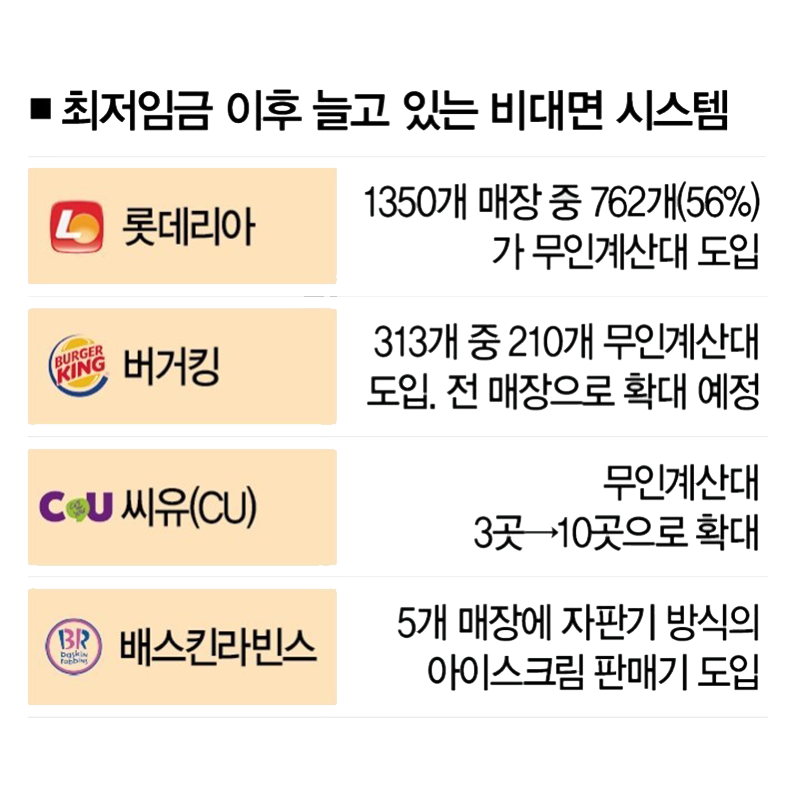 ■ 최저임금 이후 늘고 있는 비대면 시스템
L 롯데리아
1350개 매장 중 762개(56%)
가 무인계산대 도입
BURGER
KING
버거킹
313개 중 210개 무인계산대
도입. 전 매장으로 확대 예정
CU 씨유(CU)
무인계산대
3곳→10곳으로 확대
BR
baskin
robbins
배스킨라빈스
5개 매장에 자판기 방식의
아이스크림 판매기 도입